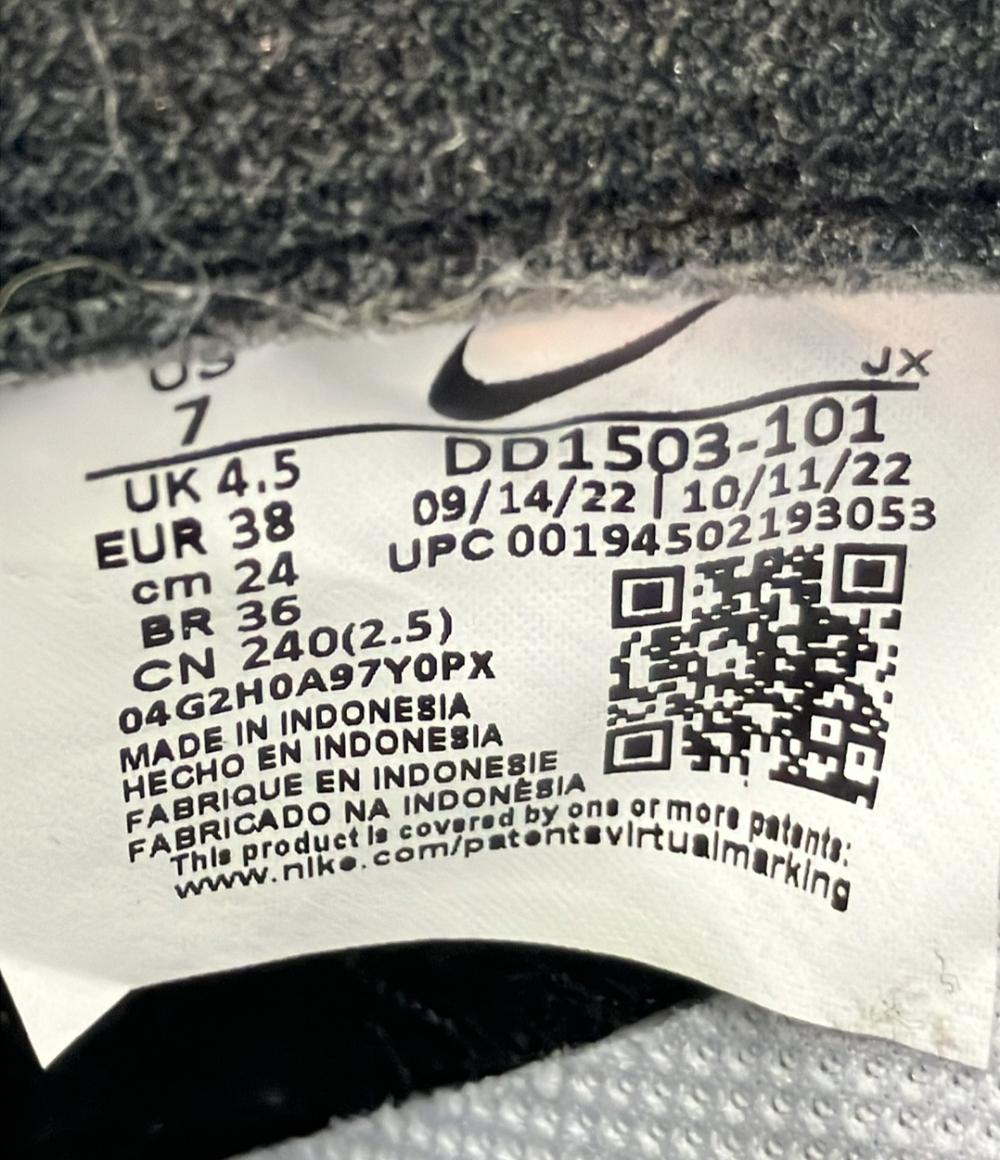 US
7
JX
UK 4.5
EUR 38
cm 24
BR 36
CN 240(2.5)
DD1503-101
09/14/22 | 10/11/22
UPC 00194502193053
04G2H0A97Y0PX
MADE IN INDONESIA
HECHO EN INDONESIA
FABRIQUE EN INDONESIE
FABRICADO NA INDONÉSIA
This product is covered by one or more patents:
www.nike.com/patentsvirtualmarking